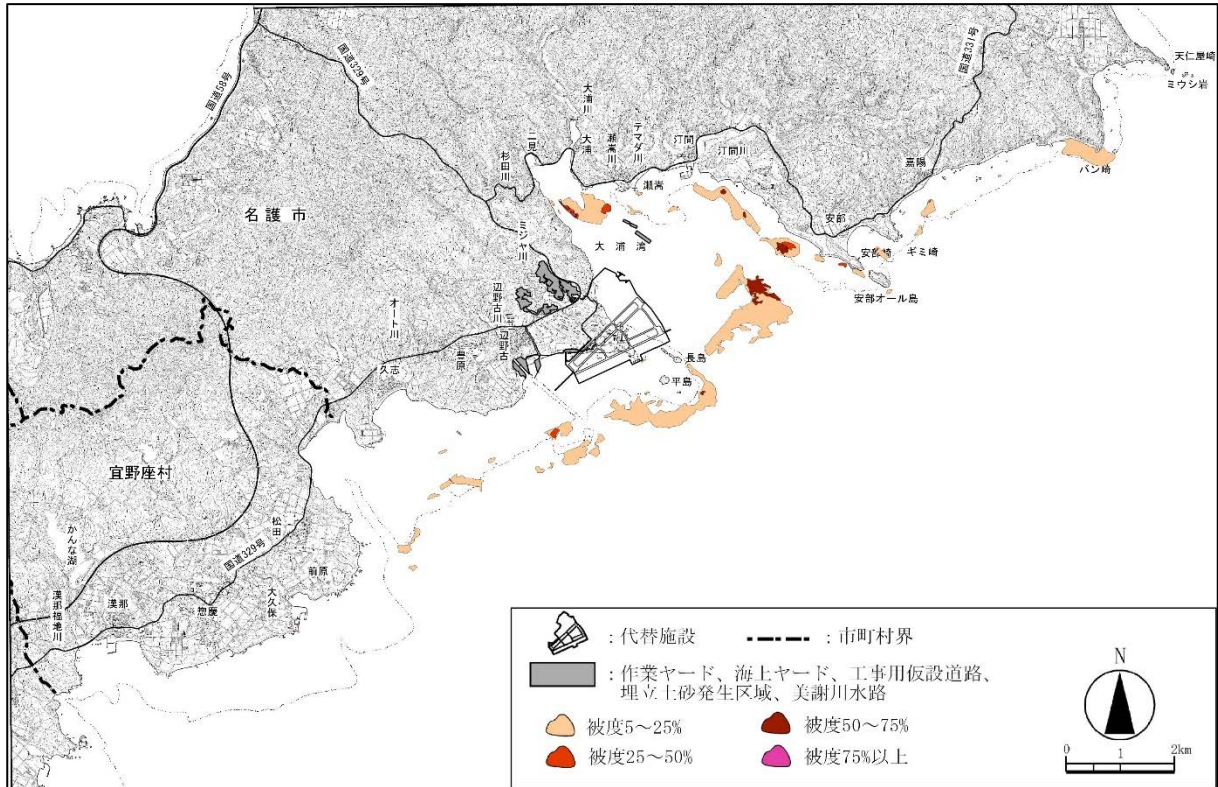 国道58号
国道329号
国道331号
天仁屋崎
ミウシ岩
バン崎
嘉陽
ギミ崎
安部
安部崎
安部オール島
汀間川
汀間
テマダ川
瀬嵩川
瀬嵩
大浦川
大浦
二見
杉田川
大浦湾
名護市
ミジャ川
辺野古川
辺野古
豊原
オート川
久志
長島
平島
宜野座村
かんな湖
松田
国道329号
前原
大久保
惣慶
漢那
漢那福地川
:代替施設
:市町村界
:作業ヤード、海上ヤード、工事用仮設道路、
埋立土砂発生区域、美謝川水路
被度5～25%
被度50～75%
被度25～50%
被度75%以上
N
0 1 2km